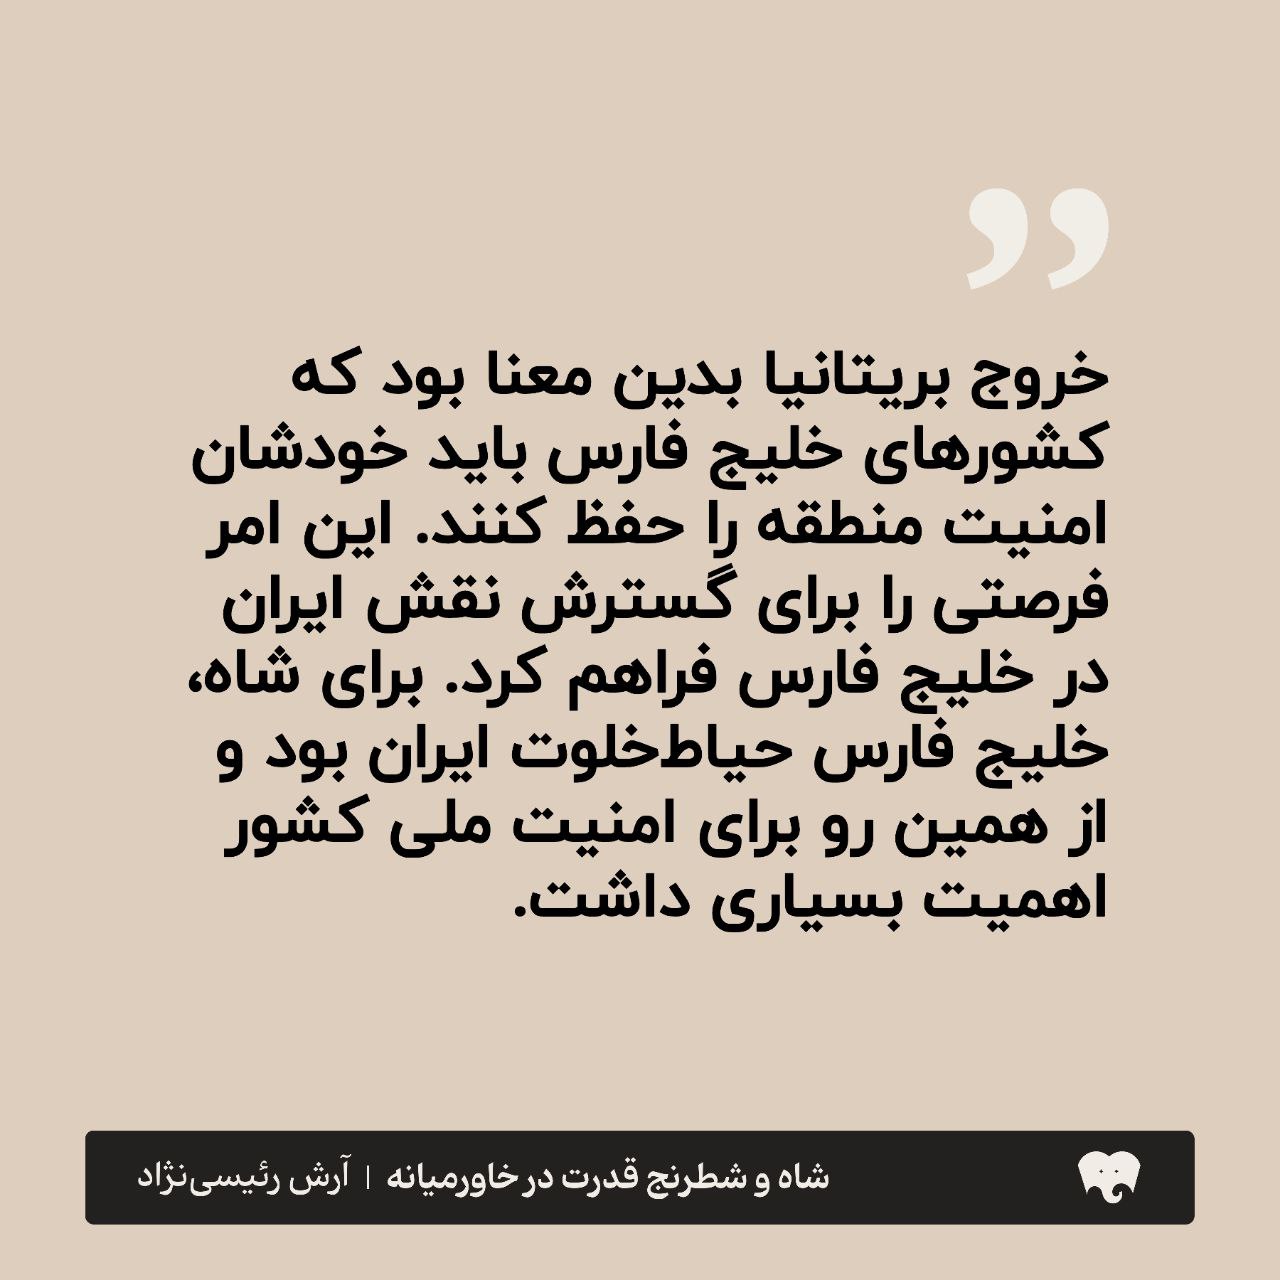 ”
خروج بریتانیا بدین معنا بود که
کشورهای خلیج فارس باید خودشان
امنیت منطقه را حفظ کنند. این امر
فرصتی را برای گسترش نقش ایران
در خلیج فارس فراهم کرد. برای شاه،
خلیج فارس حیاط‌خلوت ایران بود و
از همین رو برای امنیت ملی کشور
اهمیت بسیاری داشت.
شاه و شطرنج قدرت در خاورمیانه | آرش رئیسی‌نژاد